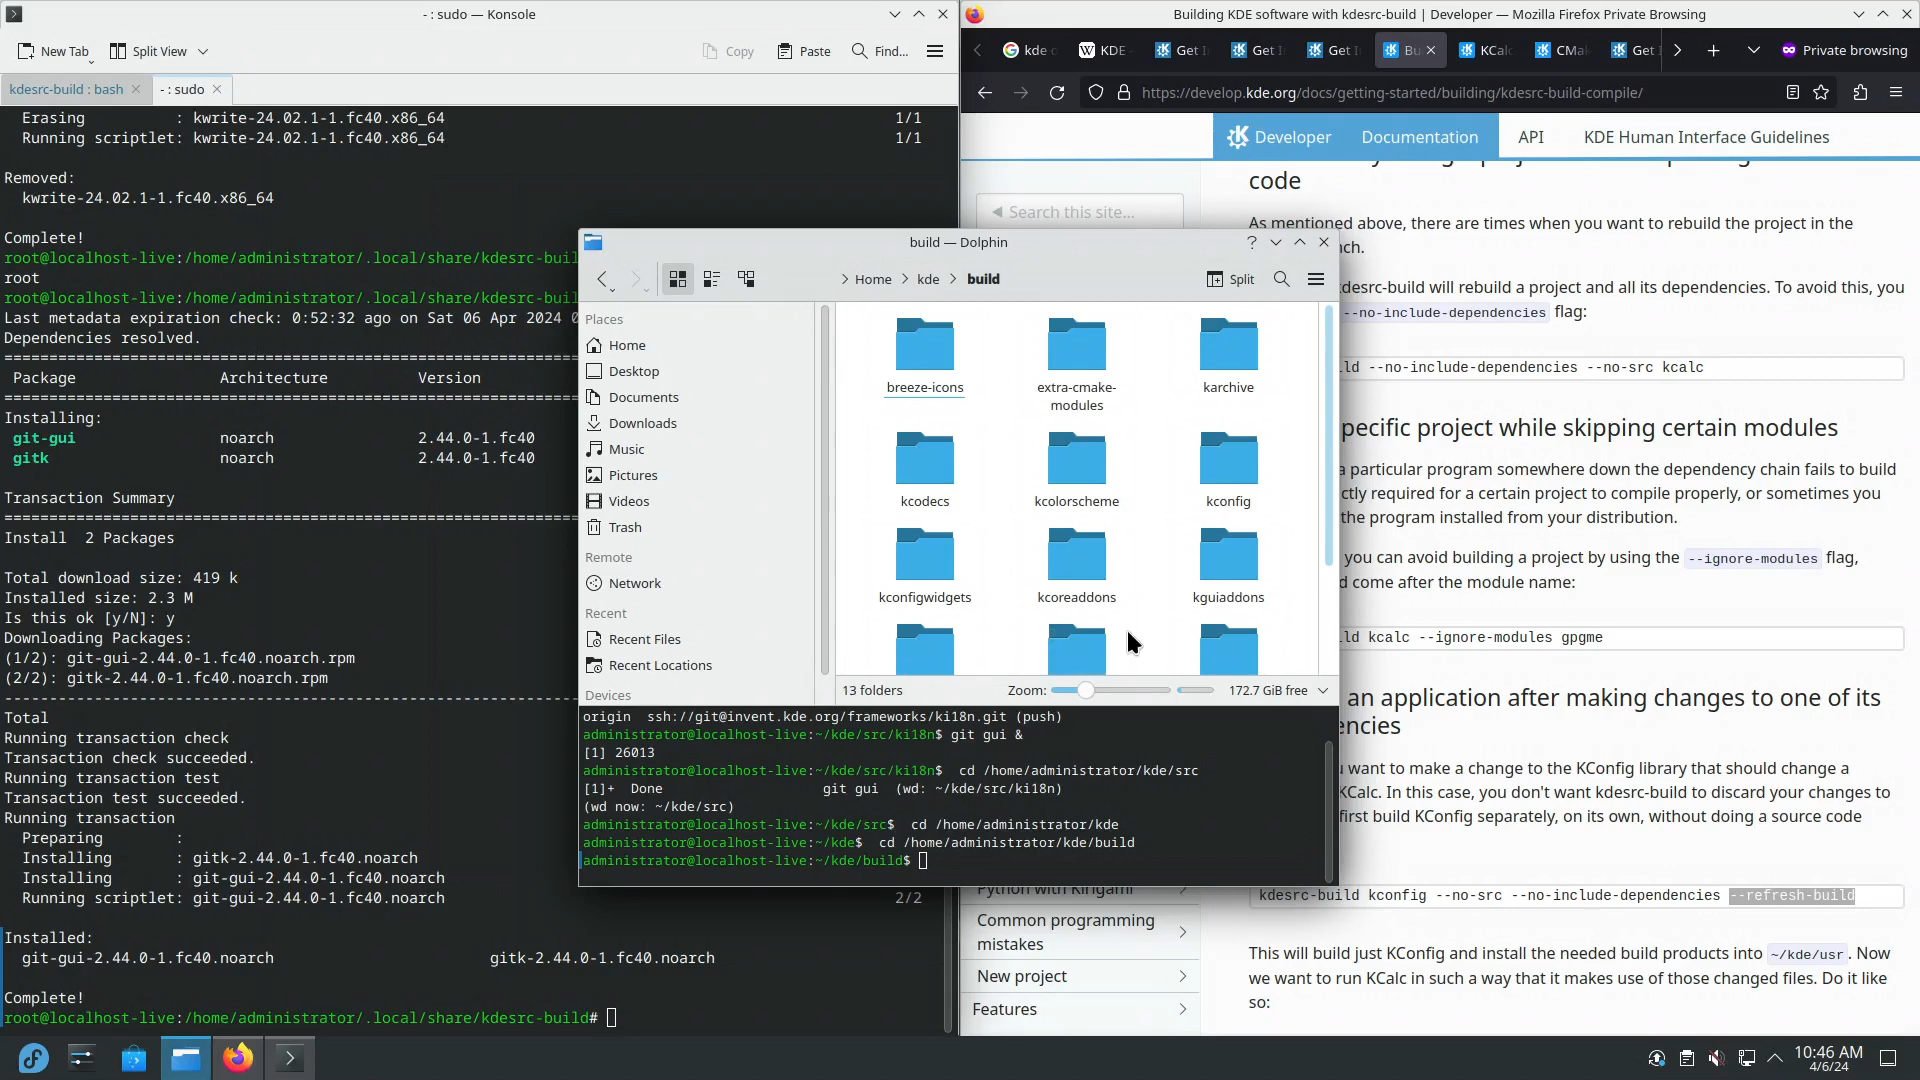 - : sudo — Konsole
New Tab
Split View
Copy
Paste
Find...
kdesrc-build : bash
- : sudo
Erasing : kwrite-24.02.1-1.fc40.x86_64 1/1
Running scriptlet: kwrite-24.02.1-1.fc40.x86_64 1/1
Removed:
kwrite-24.02.1-1.fc40.x86_64
Complete!
root@localhost-live:/home/administrator/.local/share/kdesrc-buil
root
root@localhost-live:/home/administrator/.local/share/kdesrc-buil
Last metadata expiration check: 0:52:32 ago on Sat 06 Apr 2024
Dependencies resolved.
Package Architecture Version
Installing:
git-gui noarch 2.44.0-1.fc40
gitk noarch 2.44.0-1.fc40
Transaction Summary
Install 2 Packages
Total download size: 419 k
Installed size: 2.3 M
Is this ok [y/N]: y
Downloading Packages:
(1/2): git-gui-2.44.0-1.fc40.noarch.rpm
(2/2): gitk-2.44.0-1.fc40.noarch.rpm
Total
Running transaction check
Transaction check succeeded.
Running transaction test
Transaction test succeeded.
Running transaction
Preparing :
Installing : gitk-2.44.0-1.fc40.noarch
Installing : git-gui-2.44.0-1.fc40.noarch
Running scriptlet: git-gui-2.44.0-1.fc40.noarch 2/2
Installed:
git-gui-2.44.0-1.fc40.noarch gitk-2.44.0-1.fc40.noarch
Complete!
root@localhost-live:/home/administrator/.local/share/kdesrc-build#
build — Dolphin
Home
kde
build
Split
Places
Home
Desktop
Documents
Downloads
Music
Pictures
Videos
Trash
Remote
Network
Recent
Recent Files
Recent Locations
Devices
breeze-icons
extra-cmake-
modules
karchive
kcodecs
kcolorscheme
kconfig
kconfigwidgets
kcoreaddons
kguiaddons
13 folders
Zoom:
172.7 GiB free
origin ssh://git@invent.kde.org/frameworks/ki18n.git (push)
administrator@localhost-live:~/kde/src/ki18n$ git gui &
[1] 26013
administrator@localhost-live:~/kde/src/ki18n$ cd /home/administrator/kde/src
[1]+ Done git gui (wd: ~/kde/src/ki18n)
(wd now: ~/kde/src)
administrator@localhost-live:~/kde/src$ cd /home/administrator/kde
administrator@localhost-live:~/kde$ cd /home/administrator/kde/build
administrator@localhost-live:~/kde/build$
Building KDE software with kdesrc-build | Developer — Mozilla Firefox Private Browsing
kde
KDE
Get
Get
Get
Bu
KCalc
CMa
Get
Private browsing
https://develop.kde.org/docs/getting-started/building/kdesrc-build-compile/
Developer
Documentation
API
KDE Human Interface Guidelines
Search this site...
code
As mentioned above, there are times when you want to rebuild the project in the
nch.
kdesrc-build will rebuild a project and all its dependencies. To avoid this, you
--no-include-dependencies flag:
ld --no-include-dependencies --no-src kcalc
pecific project while skipping certain modules
a particular program somewhere down the dependency chain fails to build
ctly required for a certain project to compile properly, or sometimes you
the program installed from your distribution.
you can avoid building a project by using the --ignore-modules flag,
d come after the module name:
ld kcalc --ignore-modules gpgme
an application after making changes to one of its
encies
want to make a change to the KConfig library that should change a
KCalc. In this case, you don't want kdesrc-build to discard your changes to
first build KConfig separately, on its own, without doing a source code
kdesrc-build kconfig --no-src --no-include-dependencies --refresh-build
This will build just KConfig and install the needed build products into ~/kde/usr. Now
we want to run KCalc in such a way that it makes use of those changed files. Do it like
so:
Python with Kirigami
Common programming
mistakes
New project
Features
10:46 AM
4/6/24